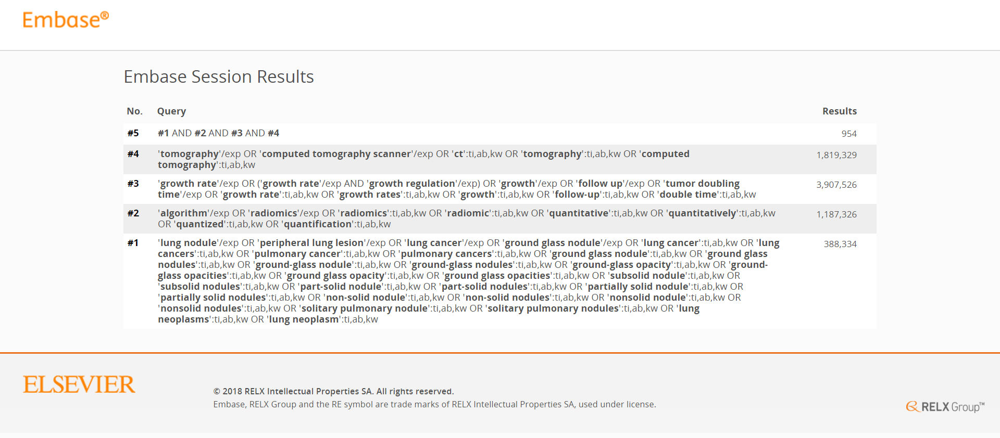 Embase®
Embase Session Results
No. Query Results
#5 #1 AND #2 AND #3 AND #4 954
#4 'tomography'/exp OR 'computed tomography scanner'/exp OR 'ct':ti,ab,kw OR 'tomography':ti,ab,kw OR 'computed 1,819,329
tomography':ti,ab,kw
#3 'growth rate'/exp OR ('growth rate'/exp AND 'growth regulation'/exp) OR 'growth'/exp OR 'follow up'/exp OR 'tumor doubling 3,907,526
time'/exp OR 'growth rate':ti,ab,kw OR 'growth rates':ti,ab,kw OR 'growth':ti,ab,kw OR 'follow-up':ti,ab,kw OR 'double time':ti,ab,kw
#2 'algorithm'/exp OR 'radiomics'/exp OR 'radiomics':ti,ab,kw OR 'radiomic':ti,ab,kw OR 'quantitative':ti,ab,kw OR 'quantitatively':ti,ab,kw 1,187,326
OR 'quantized':ti,ab,kw OR 'quantification':ti,ab,kw
#1 'lung nodule'/exp OR 'peripheral lung lesion'/exp OR 'lung cancer'/exp OR 'ground glass nodule'/exp OR 'lung cancer':ti,ab,kw OR 'lung 388,334
cancers':ti,ab,kw OR 'pulmonary cancer':ti,ab,kw OR 'pulmonary cancers':ti,ab,kw OR 'ground glass nodule':ti,ab,kw OR 'ground glass
nodules':ti,ab,kw OR 'ground-glass nodule':ti,ab,kw OR 'ground-glass nodules':ti,ab,kw OR 'ground-glass opacity':ti,ab,kw OR 'ground-
glass opacities':ti,ab,kw OR 'ground glass opacity':ti,ab,kw OR 'ground glass opacities':ti,ab,kw OR 'subsolid nodule':ti,ab,kw OR
'subsolid nodules':ti,ab,kw OR 'part-solid nodule':ti,ab,kw OR 'part-solid nodules':ti,ab,kw OR 'partially solid nodule':ti,ab,kw OR
'partially solid nodules':ti,ab,kw OR 'non-solid nodule':ti,ab,kw OR 'non-solid nodules':ti,ab,kw OR 'nonsolid nodule':ti,ab,kw OR
'nonsolid nodules':ti,ab,kw OR 'solitary pulmonary nodule':ti,ab,kw OR 'solitary pulmonary nodules':ti,ab,kw OR 'lung
neoplasms':ti,ab,kw OR 'lung neoplasm':ti,ab,kw
ELSEVIER
© 2018 RELX Intellectual Properties SA. All rights reserved.
Embase, RELX Group and the RE symbol are trade marks of RELX Intellectual Properties SA, used under license.
RELX Group™